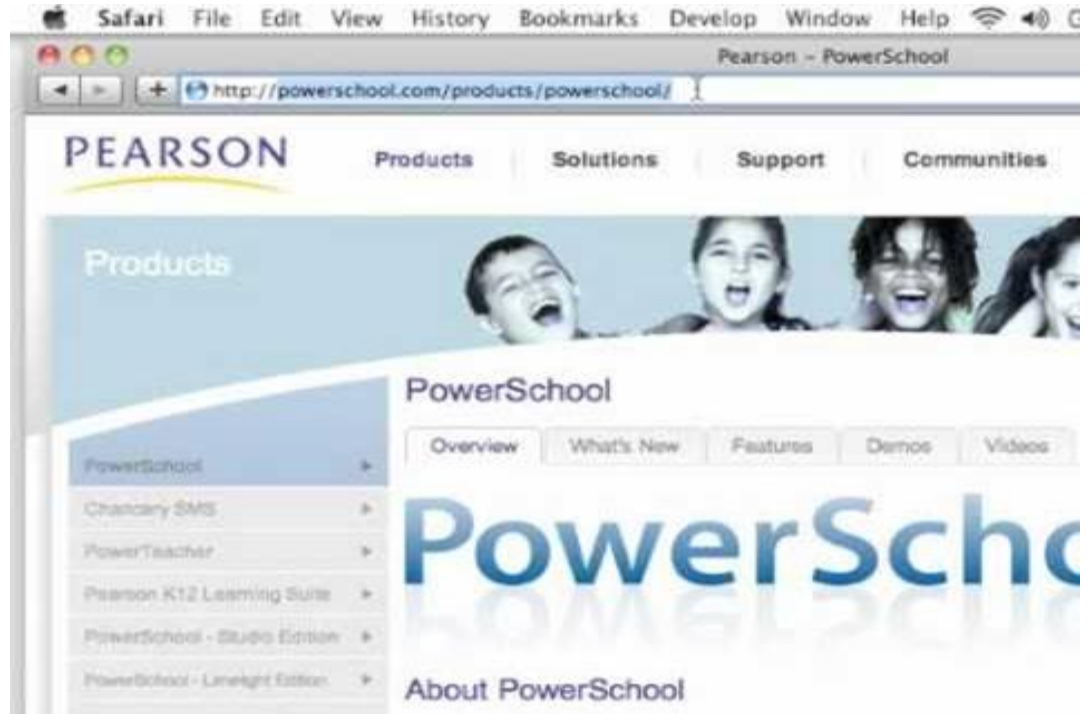 Safari File Edit View History Bookmarks Develop Window Help
Pearson – PowerSchool
http://powerschool.com/products/powerschool/
PEARSON Products Solutions Support Communities
Products
PowerSchool
Overview What's New Features Demos Videos
PowerSchool
Chancery SMS
PowerTeacher
Pearson K12 Learning Suite
PowerSchool - Studio Edition
PowerSchool - Limelight Edition
PowerScho
About PowerSchool